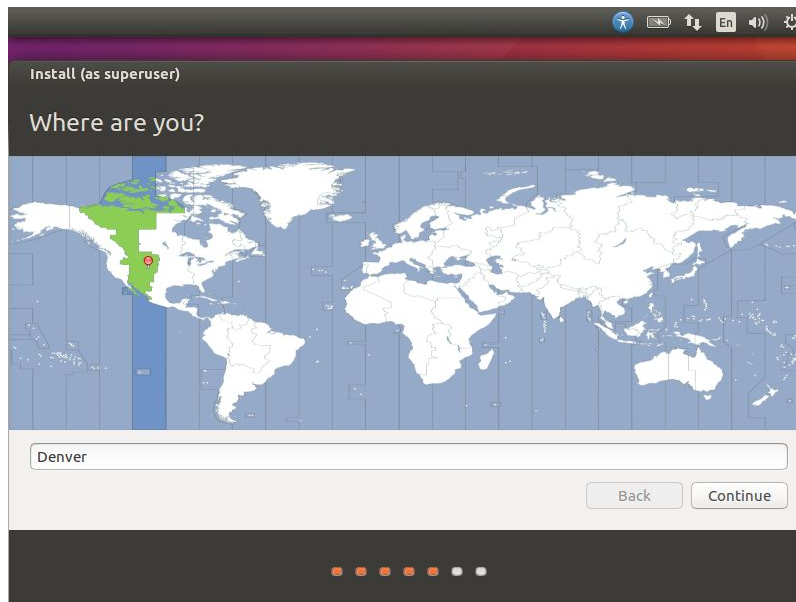 En
Install (as superuser)
Where are you?
Denver
Back
Continue